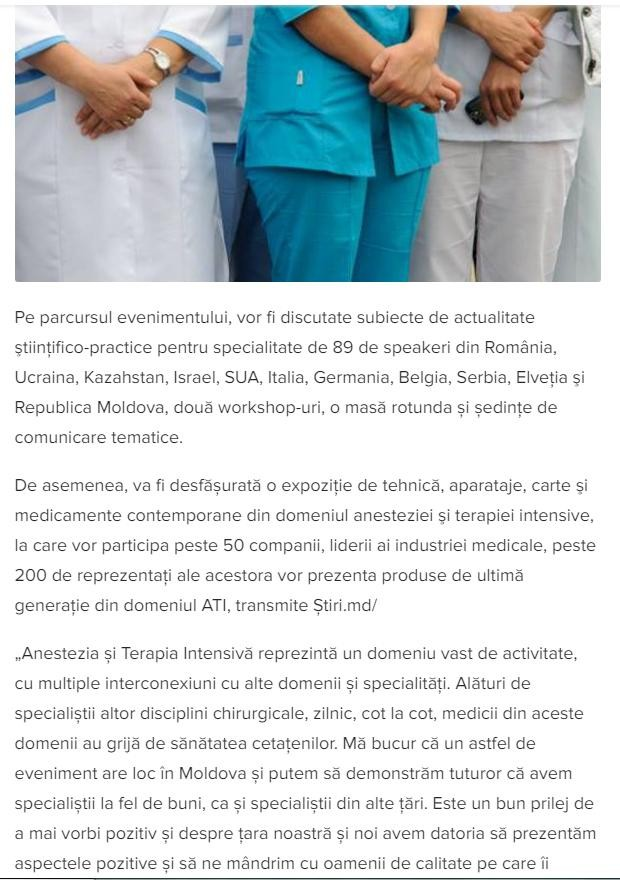 Pe parcursul evenimentului, vor fi discutate subiecte de actualitate
ştiințifico-practice pentru specialitate de 89 de speakeri din România,
Ucraina, Kazahstan, Israel, SUA, Italia, Germania, Belgia, Serbia, Elveția şi
Republica Moldova, două workshop-uri, o masă rotunda și ședințe de
comunicare tematice.
De asemenea, va fi desfășurată o expoziție de tehnică, aparataje, carte şi
medicamente contemporane din domeniul anesteziei şi terapiei intensive,
la care vor participa peste 50 companii, liderii ai industriei medicale, peste
200 de reprezentați ale acestora vor prezenta produse de ultimă
generație din domeniul ATI, transmite Știri.md/
„Anestezia și Terapia Intensivă reprezintă un domeniu vast de activitate,
cu multiple interconexiuni cu alte domenii și specialități. Alături de
specialiștii altor disciplini chirurgicale, zilnic, cot la cot, medicii din aceste
domenii au grijă de sănătatea cetațenilor. Mă bucur că un astfel de
eveniment are loc în Moldova și putem să demonstrăm tuturor că avem
specialiștii la fel de buni, ca și specialiștii din alte țări. Este un bun prilej de
a mai vorbi pozitiv și despre țara noastră și noi avem datoria să prezentăm
aspectele pozitive și să ne mândrim cu oamenii de calitate pe care îi